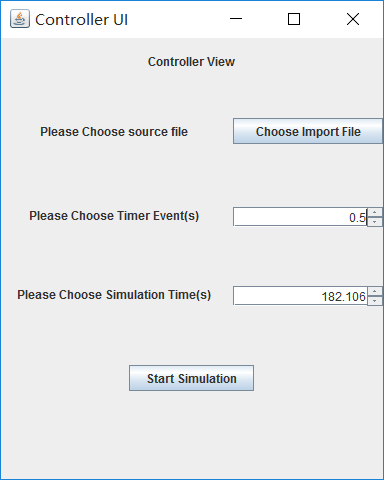 Controller UI
Controller View
Please Choose source file
Choose Import File
Please Choose Timer Event(s)
0.5
Please Choose Simulation Time(s)
182.106
Start Simulation